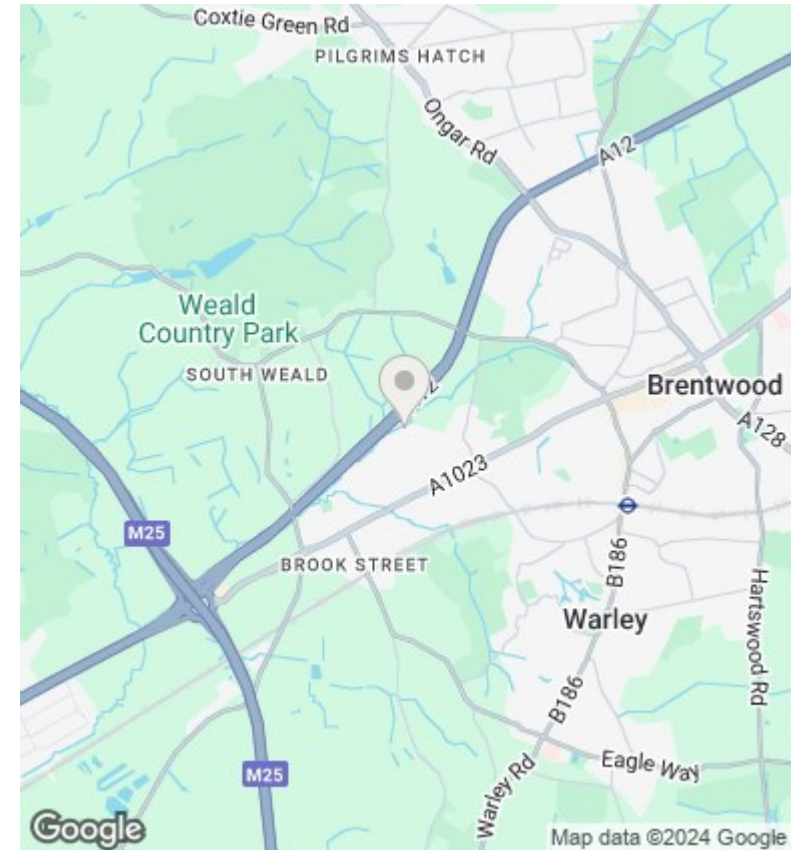 Coxtie Green Rd
PILGRIMS HATCH
Ongar Rd
A12
Weald
Country Park
SOUTH WEALD
Brentwood
A128
A1023
M25
BROOK STREET
B186
Hartswood Rd
Warley
B186
M25
Eagle Way
Warley Rd
Google
Map data ©2024 Google